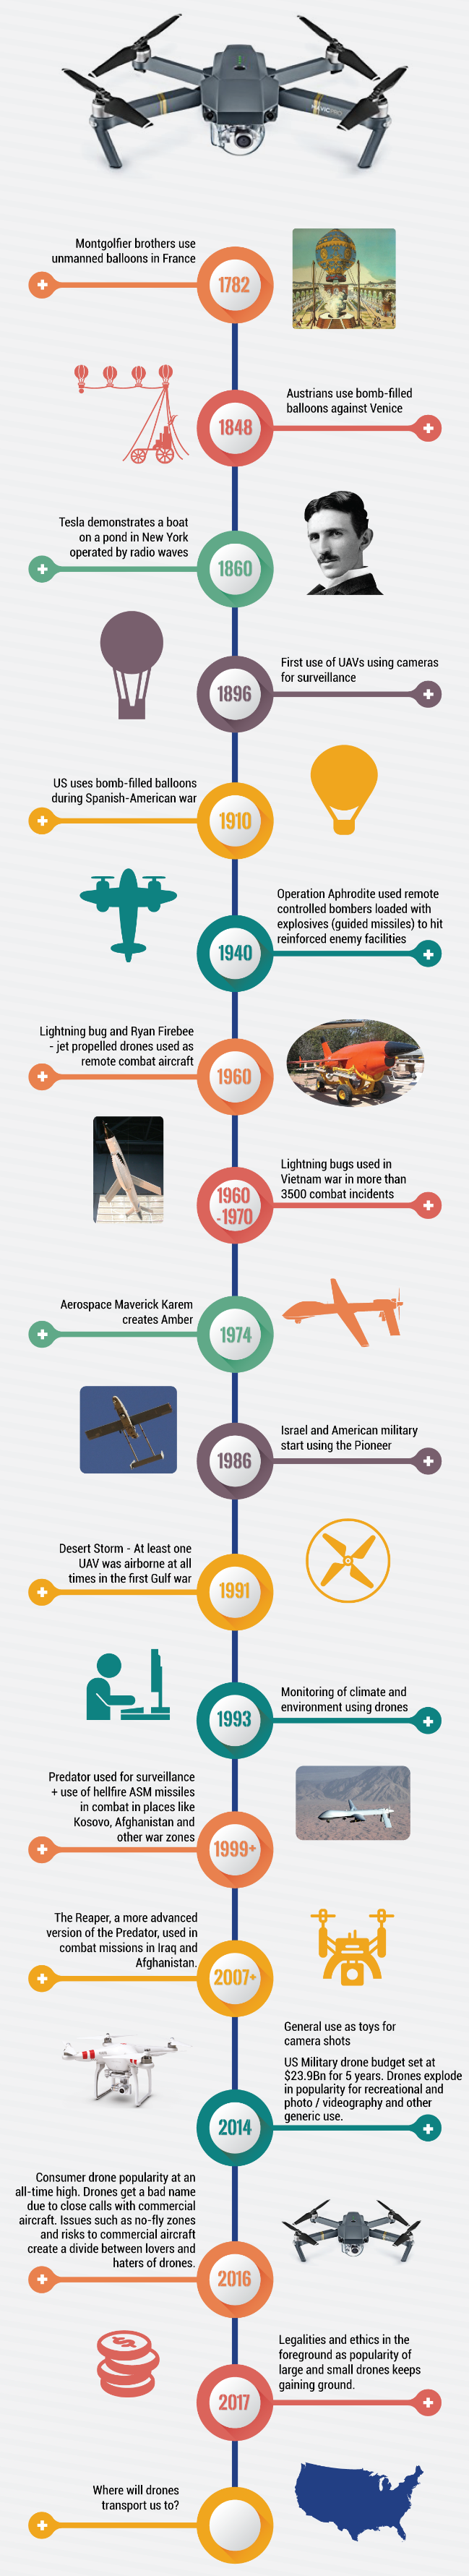 MAVIC PRO
Montgolfier brothers use
unmanned balloons in France
1782
Austrians use bomb-filled
balloons against Venice
1848
Tesla demonstrates a boat
on a pond in New York
operated by radio waves
1860
First use of UAVs using cameras
for surveillance
1896
US uses bomb-filled balloons
during Spanish-American war
1910
Operation Aphrodite used remote
controlled bombers loaded with
explosives (guided missiles) to hit
reinforced enemy facilities
1940
Lightning bug and Ryan Firebee
- jet propelled drones used as
remote combat aircraft
1960
Lightning bugs used in
Vietnam war in more than
3500 combat incidents
1960
-1970
Aerospace Maverick Karem
creates Amber
1974
Israel and American military
start using the Pioneer
1986
Desert Storm - At least one
UAV was airborne at all
times in the first Gulf war
1991
Monitoring of climate and
environment using drones
1993
Predator used for surveillance
+ use of hellfire ASM missiles
in combat in places like
Kosovo, Afghanistan and
other war zones
1999+
The Reaper, a more advanced
version of the Predator, used in
combat missions in Iraq and
Afghanistan.
2007+
General use as toys for
camera shots
US Military drone budget set at
$23.9Bn for 5 years. Drones explode
in popularity for recreational and
photo / videography and other
generic use.
2014
Consumer drone popularity at an
all-time high. Drones get a bad name
due to close calls with commercial
aircraft. Issues such as no-fly zones
and risks to commercial aircraft
create a divide between lovers and
haters of drones.
2016
Legalities and ethics in the
foreground as popularity of
large and small drones keeps
gaining ground.
2017
Where will drones
transport us to?